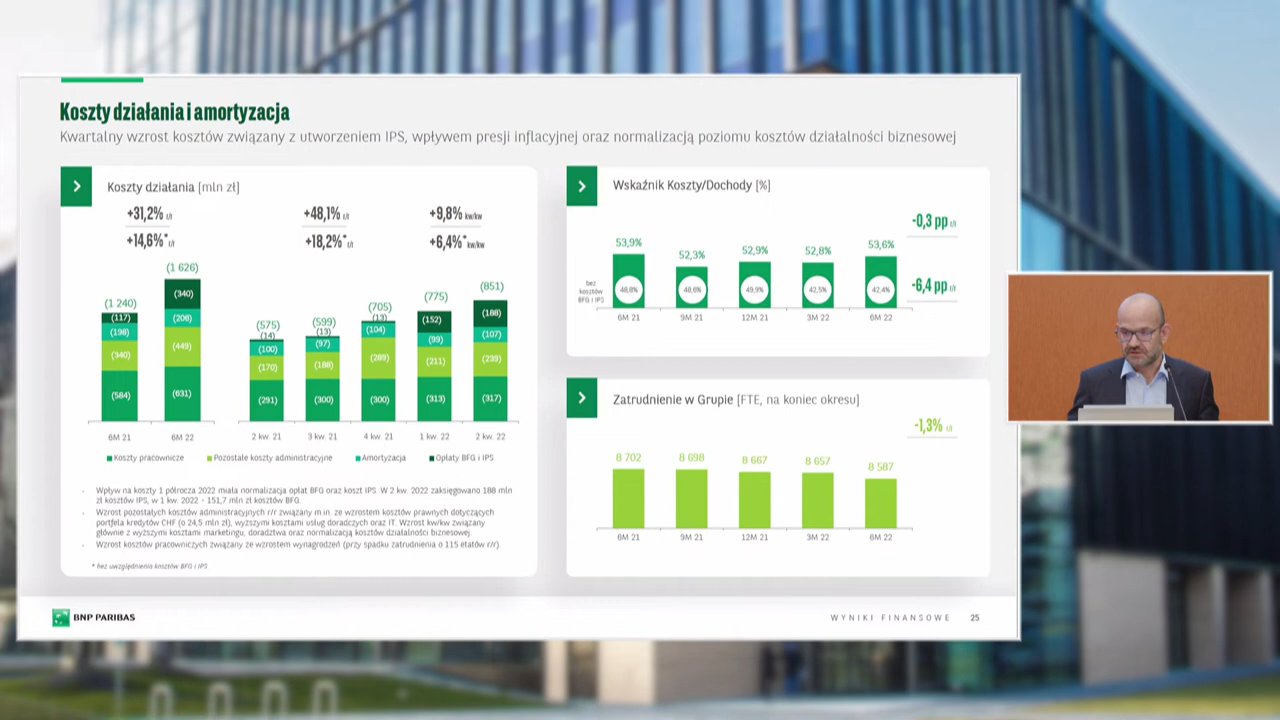 Koszty działania i amortyzacja
Kwartalny wzrost kosztów związany z utworzeniem IPS, wpływem presji inflacyjnej oraz normalizacją poziomu kosztów działalności biznesowej
Koszty działania [mln zł]
+31,2% r/r
+48,1% r/r
+9,8% kw/kw
+14,6%* r/r
+18,2%* r/r
+6,4%* kw/kw
(1 240)
(117)
(198)
(340)
(584)
(1 626)
(340)
(208)
(449)
(631)
(575)
(14)
(100)
(170)
(291)
(599)
(13)
(97)
(188)
(300)
(705)
(13)
(104)
(289)
(300)
(775)
(152)
(99)
(211)
(313)
(851)
(188)
(107)
(239)
(317)
6M 21
6M 22
2 kw. 21
3 kw. 21
4 kw. 21
1 kw. 22
2 kw. 22
Koszty pracownicze
Pozostałe koszty administracyjne
Amortyzacja
Opłaty BFG i IPS
Wpływ na koszty 1 półrocza 2022 miała normalizacja opłat BFG oraz koszt IPS. W 2 kw. 2022 zaksięgowano 188 mln
zł kosztów IPS, w 1 kw. 2022 - 151,7 mln zł kosztów BFG.
Wzrost pozostałych kosztów administracyjnych r/r związany m.in. ze wzrostem kosztów prawnych dotyczących
portfela kredytów CHF (o 24,5 mln zł), wyższymi kosztami usług doradczych oraz IT. Wzrost kw/kw związany
głównie z wyższymi kosztami marketingu, doradztwa oraz normalizacją kosztów działalności biznesowej.
Wzrost kosztów pracowniczych związany ze wzrostem wynagrodzeń (przy spadku zatrudnienia o 115 etatów r/r).
* bez uwzględnienia kosztów BFG i IPS
Wskaźnik Koszty/Dochody [%]
-0,3 pp r/r
53,9%
52,3%
52,9%
52,8%
53,6%
bez
kosztów
BFG i IPS
48,8%
48,6%
49,9%
42,5%
42,4%
-6,4 pp r/r
6M 21
9M 21
12M 21
3M 22
6M 22
Zatrudnienie w Grupie [FTE, na koniec okresu]
-1,3% r/r
8 702
8 698
8 667
8 657
8 587
6M 21
9M 21
12M 21
3M 22
6M 22
BNP PARIBAS
WYNIKI FINANSOWE
25